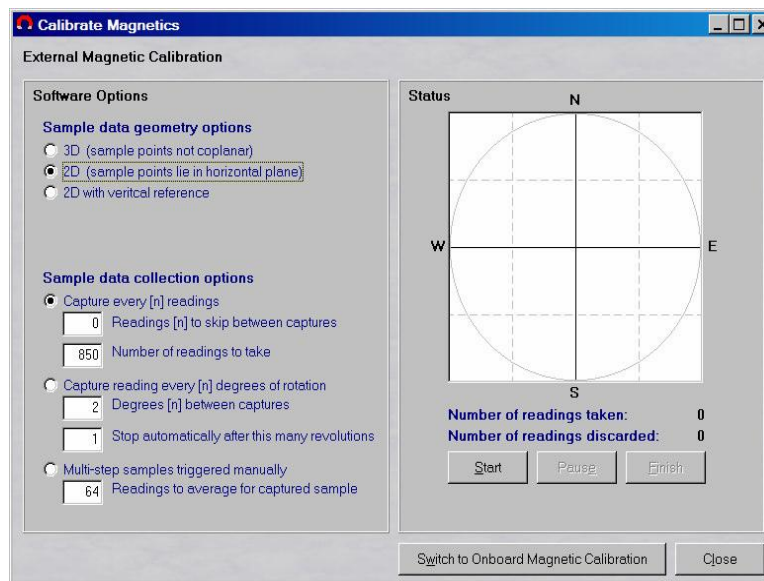 Calibrate Magnetics
External Magnetic Calibration
Software Options
Sample data geometry options
3D (sample points not coplanar)
2D (sample points lie in horizontal plane)
2D with veritcal reference
Sample data collection options
Capture every [n] readings
0 Readings [n] to skip between captures
850 Number of readings to take
Capture reading every [n] degrees of rotation
2 Degrees [n] between captures
1 Stop automatically after this many revolutions
Multi-step samples triggered manually
64 Readings to average for captured sample
Status
N
W E
S
Number of readings taken: 0
Number of readings discarded: 0
Start Pause Finish
Switch to Onboard Magnetic Calibration Close